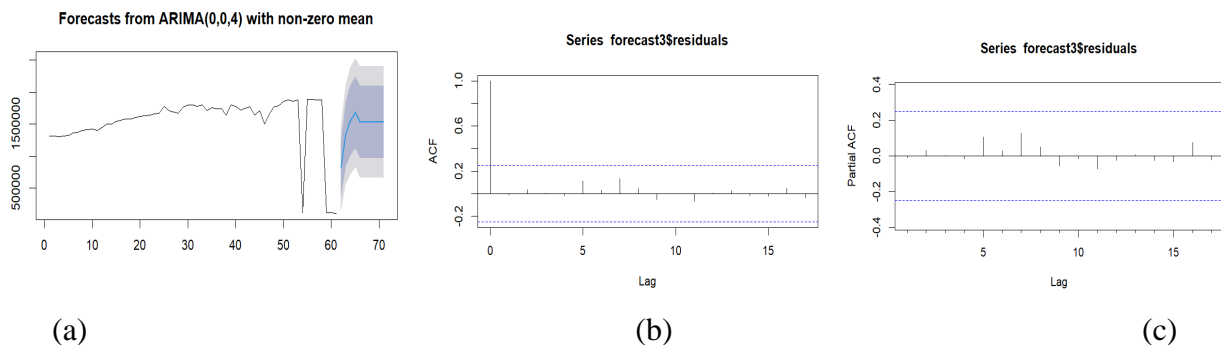 Forecasts from ARIMA(0,0,4) with non-zero mean
5000000 15000000
0 10 20 30 40 50 60 70
(a)
Series forecast3$residuals
ACF
-0.2 0.2 0.6 1.0
0 5 10 15
Lag
(b)
Series forecast3$residuals
Partial ACF
-0.4 -0.2 0.0 0.2 0.4
5 10 15
Lag
(c)